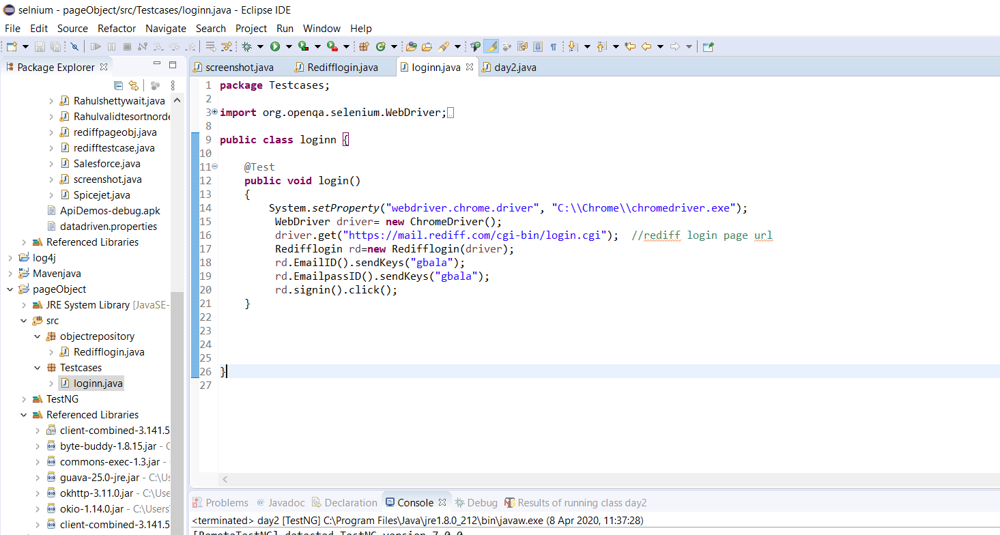 selnium - pageObject/src/Testcases/loginn.java - Eclipse IDE
File Edit Source Refactor Navigate Search Project Run Window Help
Package Explorer
Rahulshettywait.java
Rahulvalidtesortnorde
rediffpageobj.java
redifftestcase.java
Salesforce.java
screenshot.java
Spicejet.java
ApiDemos-debug.apk
datadriven.properties
Referenced Libraries
log4j
Mavenjava
pageObject
JRE System Library [JavaSE-
src
objectrepository
Redifflogin.java
Testcases
loginn.java
TestNG
Referenced Libraries
client-combined-3.141.5
byte-buddy-1.8.15.jar - C
commons-exec-1.3.jar -
guava-25.0-jre.jar - C:\Us
okhttp-3.11.0.jar - C:\Use
okio-1.14.0.jar - C:\Users
client-combined-3.141.5
screenshot.java Redifflogin.java loginn.java day2.java
1 package Testcases;
2
3 import org.openqa.selenium.WebDriver;
8
9 public class loginn {
10
11 @Test
12 public void login()
13 {
14 System.setProperty("webdriver.chrome.driver", "C:\\Chrome\\chromedriver.exe");
15 WebDriver driver= new ChromeDriver();
16 driver.get("https://mail.rediff.com/cgi-bin/login.cgi"); //rediff login page url
17 Redifflogin rd=new Redifflogin(driver);
18 rd.EmailID().sendKeys("gbala");
19 rd.EmailpassID().sendKeys("gbala");
20 rd.signin().click();
21 }
22
23
24
25
26 }
27
Problems @ Javadoc Declaration Console Debug Results of running class day2
<terminated> day2 [TestNG] C:\Program Files\Java\jre1.8.0_212\bin\javaw.exe (8 Apr 2020, 11:37:28)
[RemoteTestNG] detected TestNG version 7.0.0